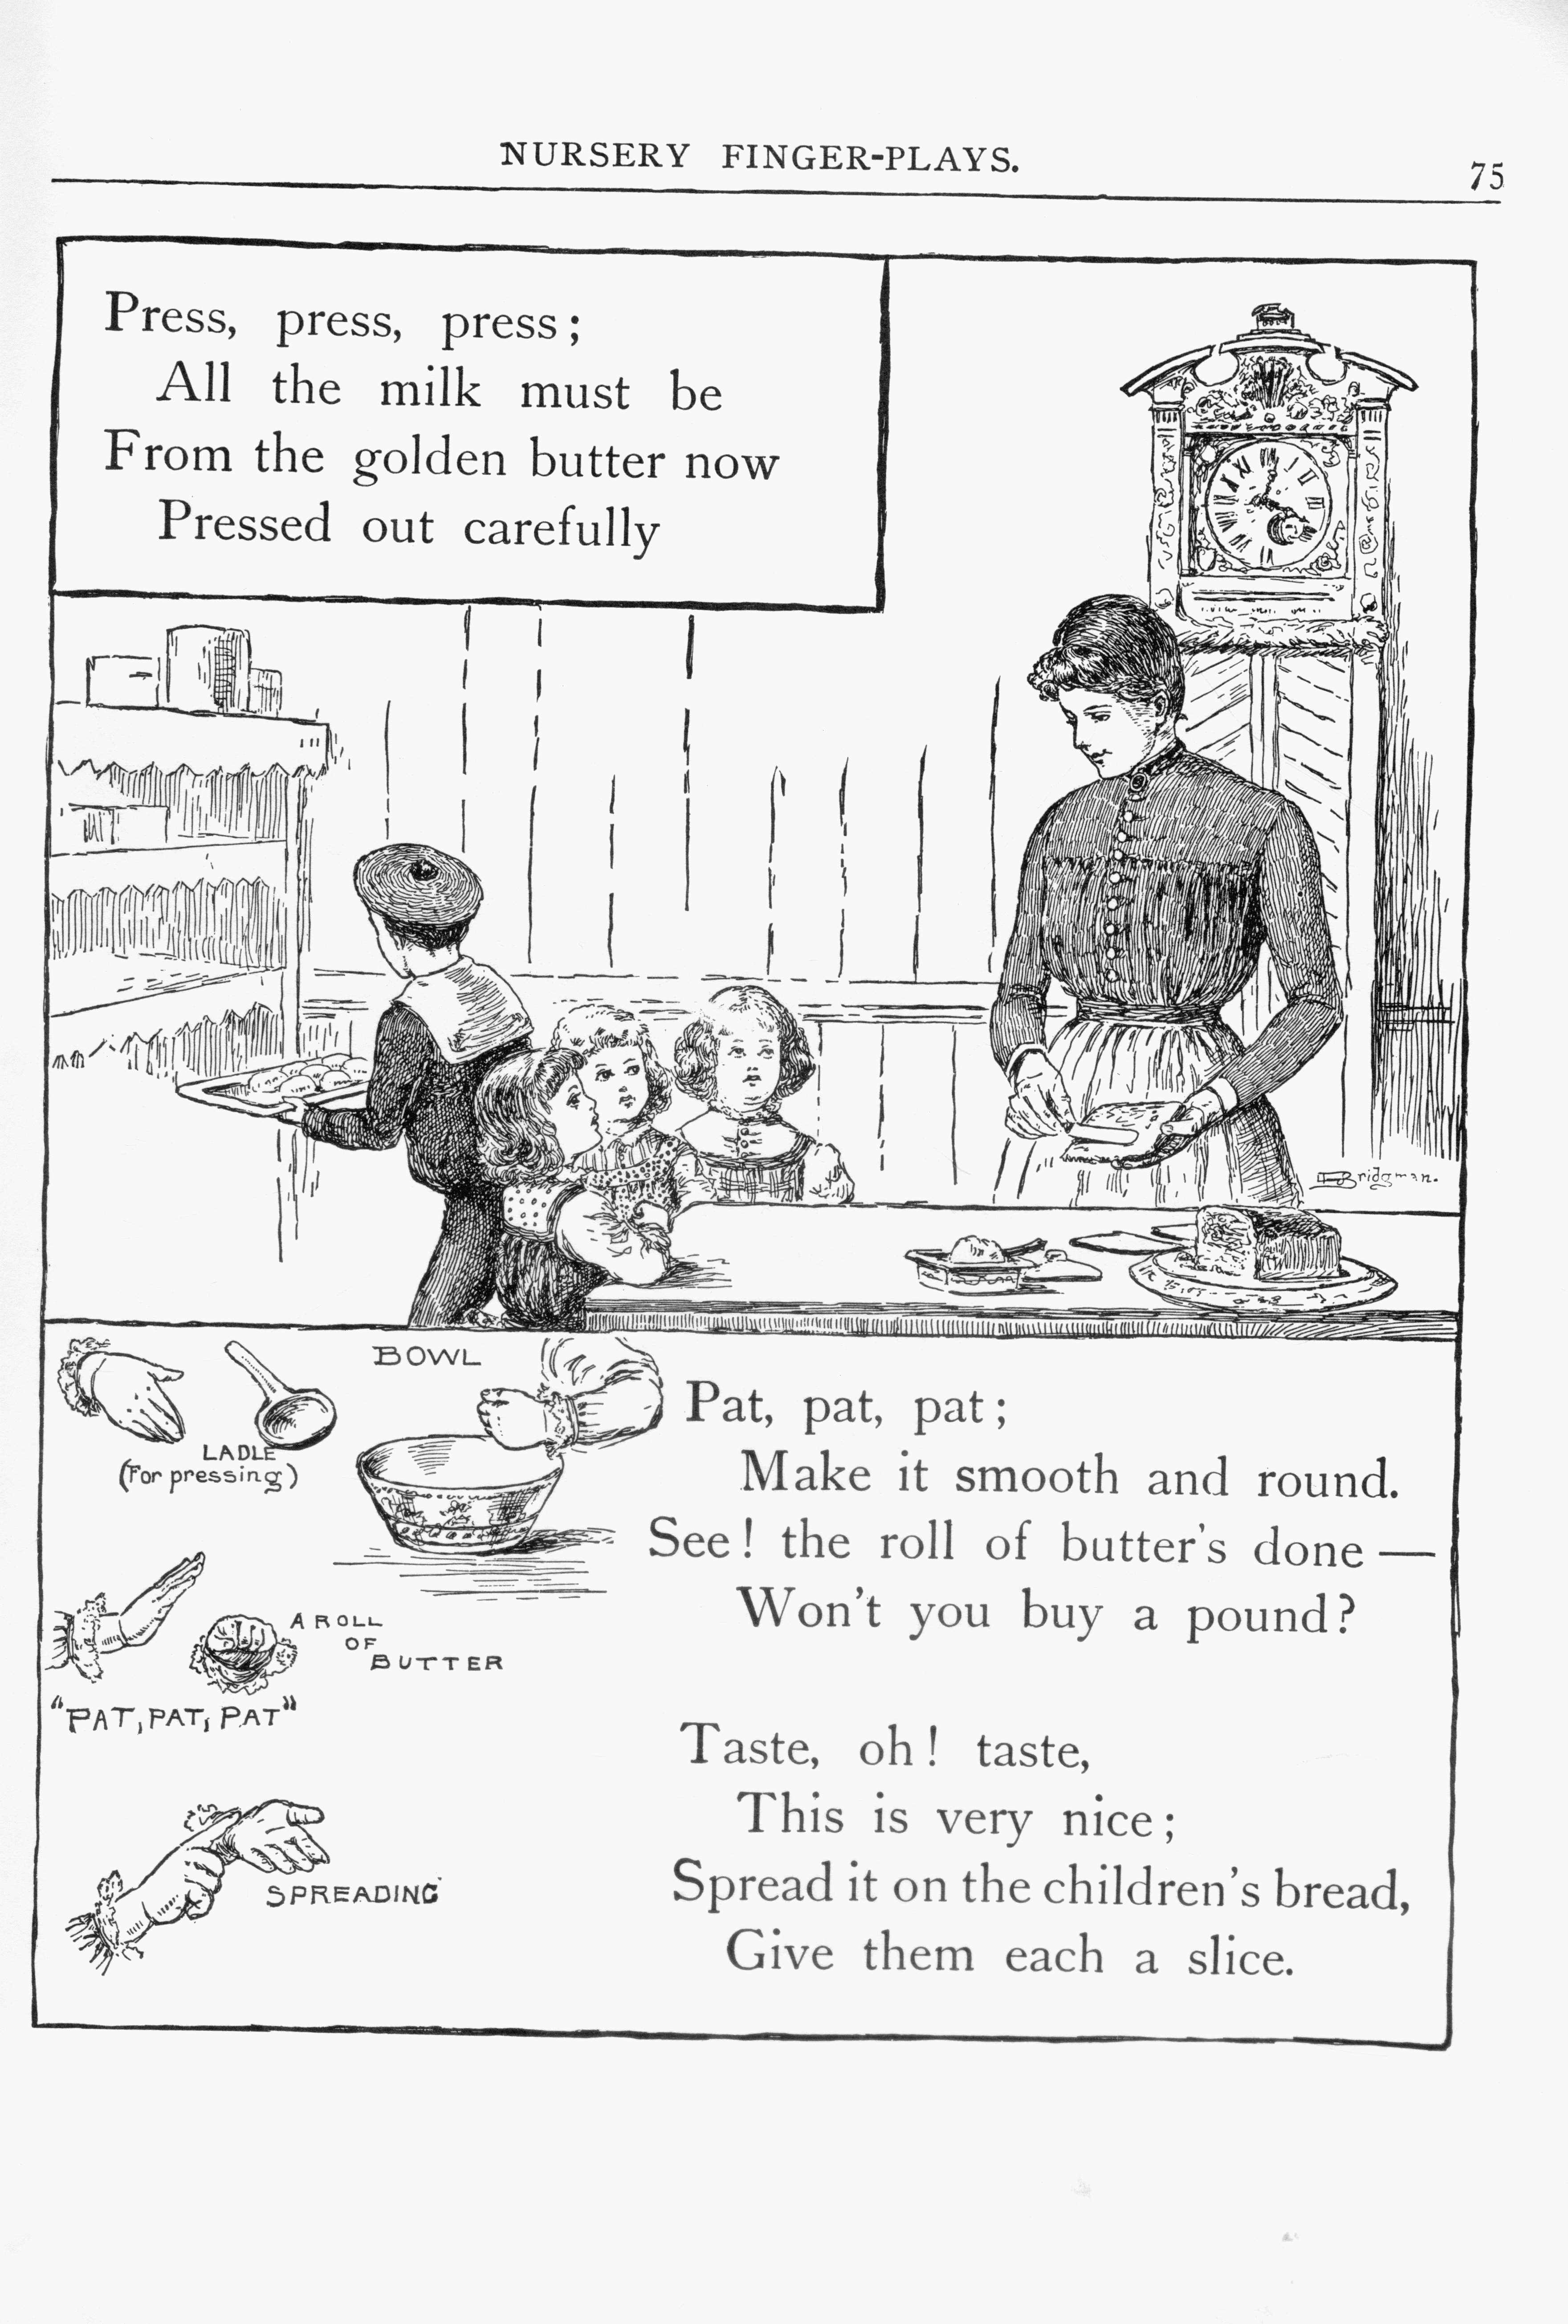 NURSERY FINGER-PLAYS.
75
Press, press, press;
All the milk must be
From the golden butter now
Pressed out carefully
Bridgman.
BOWL
LADLE
(For pressing)
Pat, pat, pat;
Make it smooth and round.
See! the roll of butter's done —
Won't you buy a pound?
A ROLL
OF
BUTTER
"PAT, PAT, PAT"
Taste, oh! taste,
This is very nice;
Spread it on the children's bread,
Give them each a slice.
SPREADING